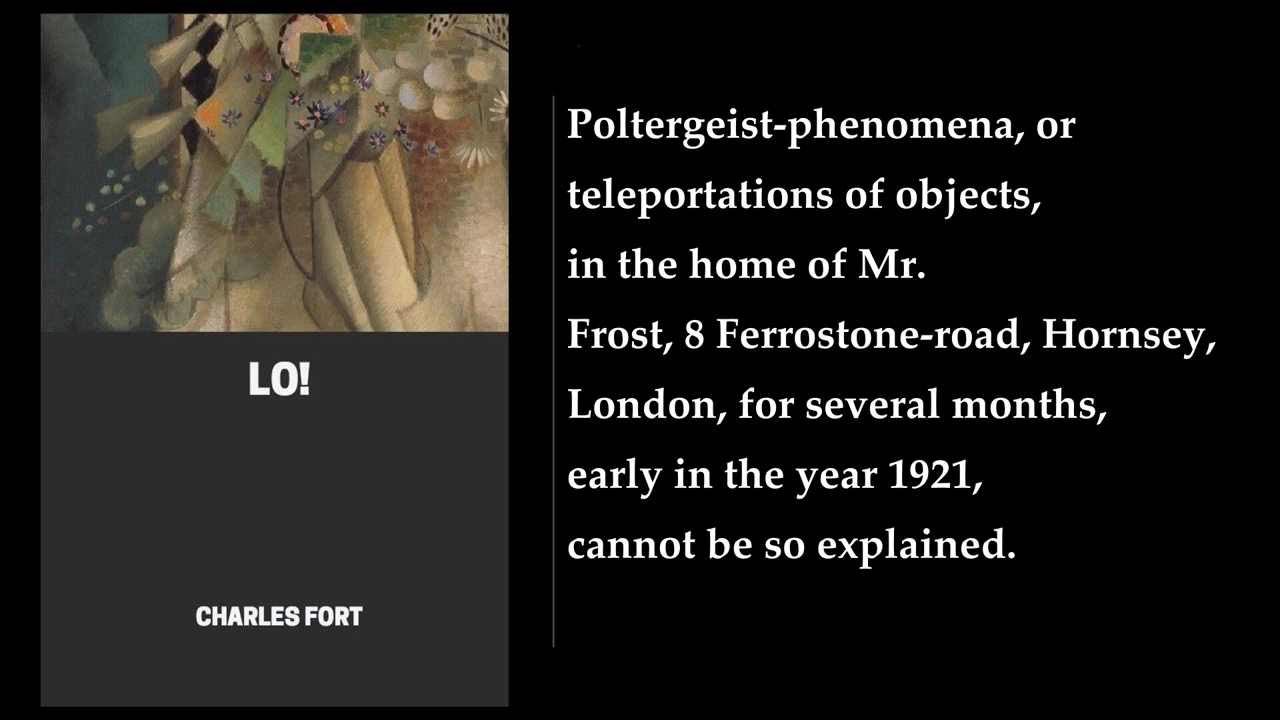 LO!
CHARLES FORT
Poltergeist-phenomena, or
teleportations of objects,
in the home of Mr.
Frost, 8 Ferrostone-road, Hornsey,
London, for several months,
early in the year 1921,
cannot be so explained.